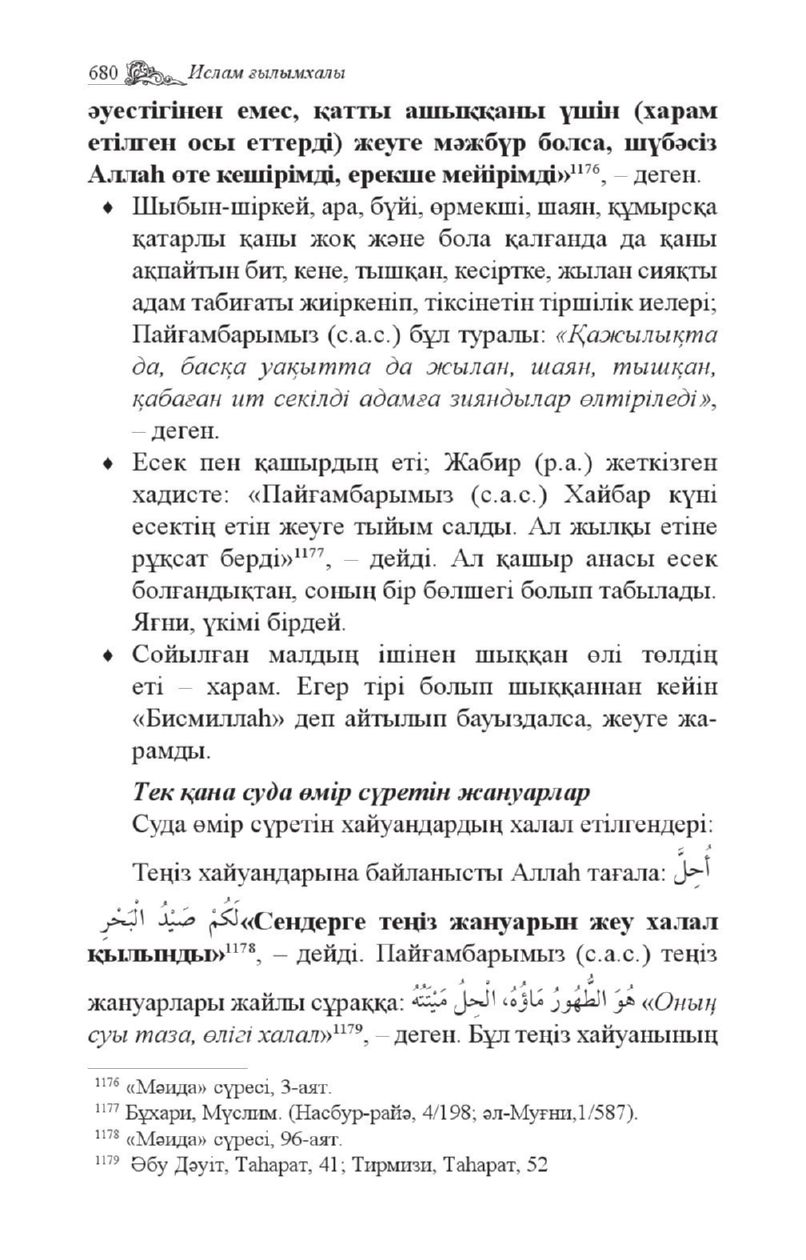 680 Ислам ғылымхалы
әуестігінен емес, қатты ашыққаны үшін (харам
етілген осы еттерді) жеуге мәжбүр болса, шүбәсіз
Аллаһ өте кешірімді, ерекше мейірімді»¹¹⁷⁶, – деген.
♦ Шыбын-шіркей, ара, бүйі, өрмекші, шаян, құмырсқа
қатарлы қаны жоқ және бола қалғанда да қаны
ақпайтын бит, кене, тышқан, кесіртке, жылан сияқты
адам табиғаты жиіркеніп, тіксінетін тіршілік иелері;
Пайғамбарымыз (с.а.с.) бұл туралы: «Қажылықта
да, басқа уақытта да жылан, шаян, тышқан,
қабаған ит секілді адамға зияндылар өлтіріледі»,
– деген.
♦ Есек пен қашырдың еті; Жабир (р.а.) жеткізген
хадисте: «Пайғамбарымыз (с.а.с.) Хайбар күні
есектің етін жеуге тыйым салды. Ал жылқы етіне
рұқсат берді»¹¹⁷⁷, – дейді. Ал қашыр анасы есек
болғандықтан, соның бір бөлшегі болып табылады.
Яғни, үкімі бірдей.
♦ Сойылған малдың ішінен шыққан өлі төлдің
еті – харам. Егер тірі болып шыққаннан кейін
«Бисмиллаһ» деп айтылып бауыздалса, жеуге жа-
рамды.
Тек қана суда өмір сүретін жануарлар
Суда өмір сүретін хайуандардың халал етілгендері:
Теңіз хайуандарына байланысты Аллаһ тағала: أُحِلَّ
لَكُمْ صَيْدُ الْبَحْرِ «Сендерге теңіз жануарын жеу халал
қылынды»¹¹⁷⁸, – дейді. Пайғамбарымыз (с.а.с.) теңіз
жануарлары жайлы сұраққа: هُوَ الطَّهُورُ مَاؤُهُ، الْحِلُّ مَيْتَتُهُ «Оның
суы таза, өлігі халал»¹¹⁷⁹, – деген. Бұл теңіз хайуанының
¹¹⁷⁶ «Мәида» сүресі, 3-аят.
¹¹⁷⁷ Бұхари, Мүслим. (Насбур-райә, 4/198; әл-Муғни,1/587).
¹¹⁷⁸ «Мәида» сүресі, 96-аят.
¹¹⁷⁹ Әбу Дәуіт, Таһарат, 41; Тирмизи, Таһарат, 52